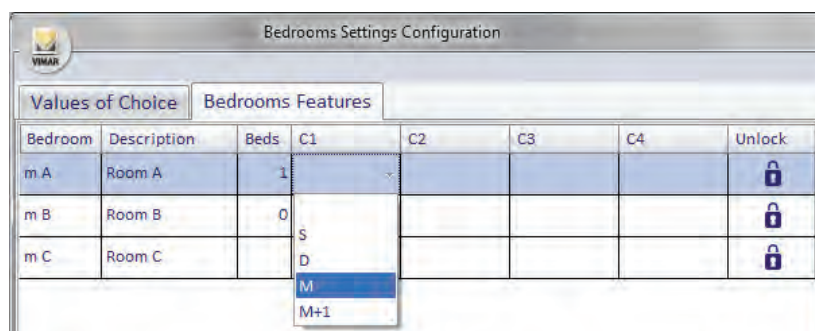 Bedrooms Settings Configuration
VIMAR
Values of Choice Bedrooms Features
Bedroom Description Beds C1 C2 C3 C4 Unlock
m A Room A 1
m B Room B 0
S
m C Room C D
M
M+1